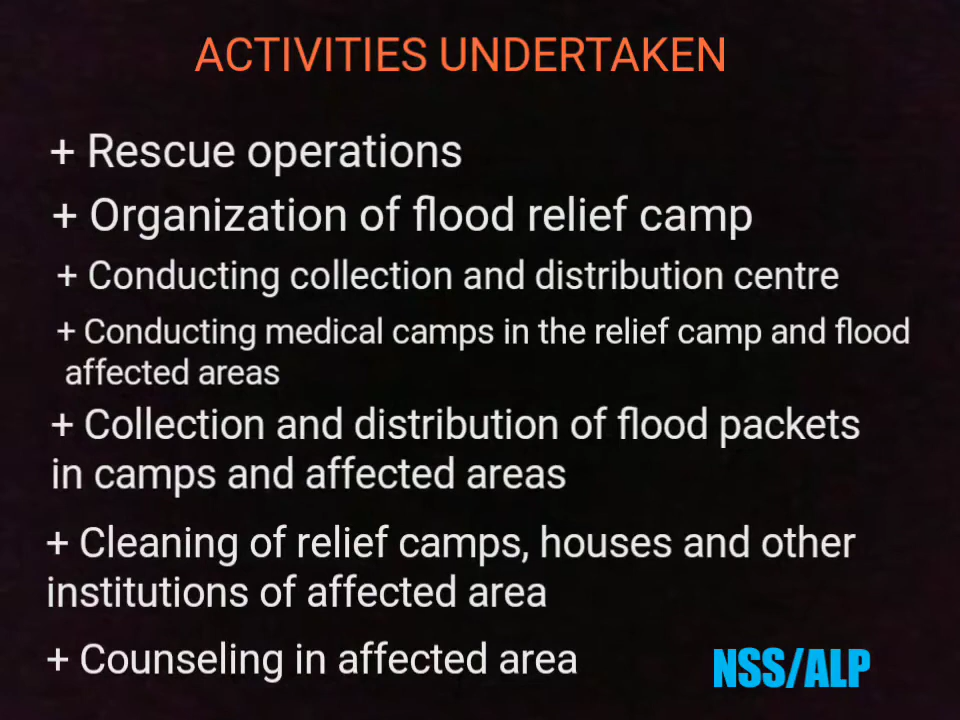 ACTIVITIES UNDERTAKEN
+ Rescue operations
+ Organization of flood relief camp
+ Conducting collection and distribution centre
+ Conducting medical camps in the relief camp and flood
affected areas
+ Collection and distribution of flood packets
in camps and affected areas
+ Cleaning of relief camps, houses and other
institutions of affected area
+ Counseling in affected area
NSS/ALP